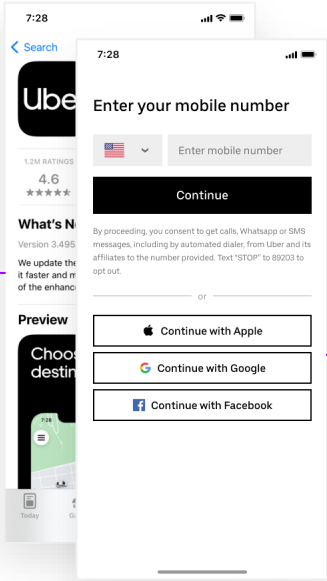 7:28
Search
Ube
1.2M RATINGS
4.6
What's N
Version 3.495
We update the
it faster and m
of the enhanc
Preview
Choos
destin
7:28
Today
Ga
7:28
Enter your mobile number
Enter mobile number
Continue
By proceeding, you consent to get calls, Whatsapp or SMS
messages, including by automated dialer, from Uber and its
affiliates to the number provided. Text "STOP" to 89203 to
opt out.
or
Continue with Apple
Continue with Google
Continue with Facebook